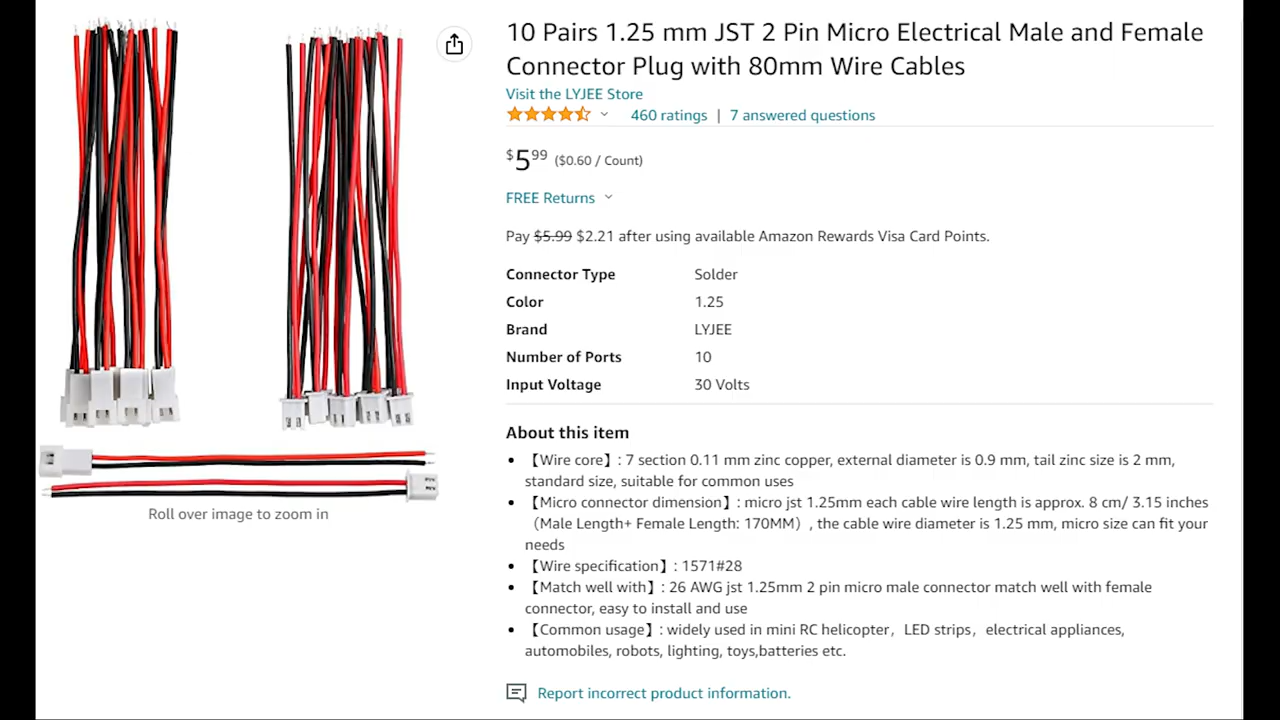 10 Pairs 1.25 mm JST 2 Pin Micro Electrical Male and Female
Connector Plug with 80mm Wire Cables
Visit the LYJEE Store
460 ratings | 7 answered questions
$5.99 ($0.60 / Count)
FREE Returns
Pay $5.99 $2.21 after using available Amazon Rewards Visa Card Points.
Connector Type Solder
Color 1.25
Brand LYJEE
Number of Ports 10
Input Voltage 30 Volts
About this item
• 【Wire core】: 7 section 0.11 mm zinc copper, external diameter is 0.9 mm, tail zinc size is 2 mm,
standard size, suitable for common uses
• 【Micro connector dimension】: micro jst 1.25mm each cable wire length is approx. 8 cm/ 3.15 inches
（Male Length+ Female Length: 170MM）, the cable wire diameter is 1.25 mm, micro size can fit your
needs
• 【Wire specification】: 1571#28
• 【Match well with】: 26 AWG jst 1.25mm 2 pin micro male connector match well with female
connector, easy to install and use
• 【Common usage】: widely used in mini RC helicopter，LED strips，electrical appliances,
automobiles, robots, lighting, toys,batteries etc.
Roll over image to zoom in
Report incorrect product information.